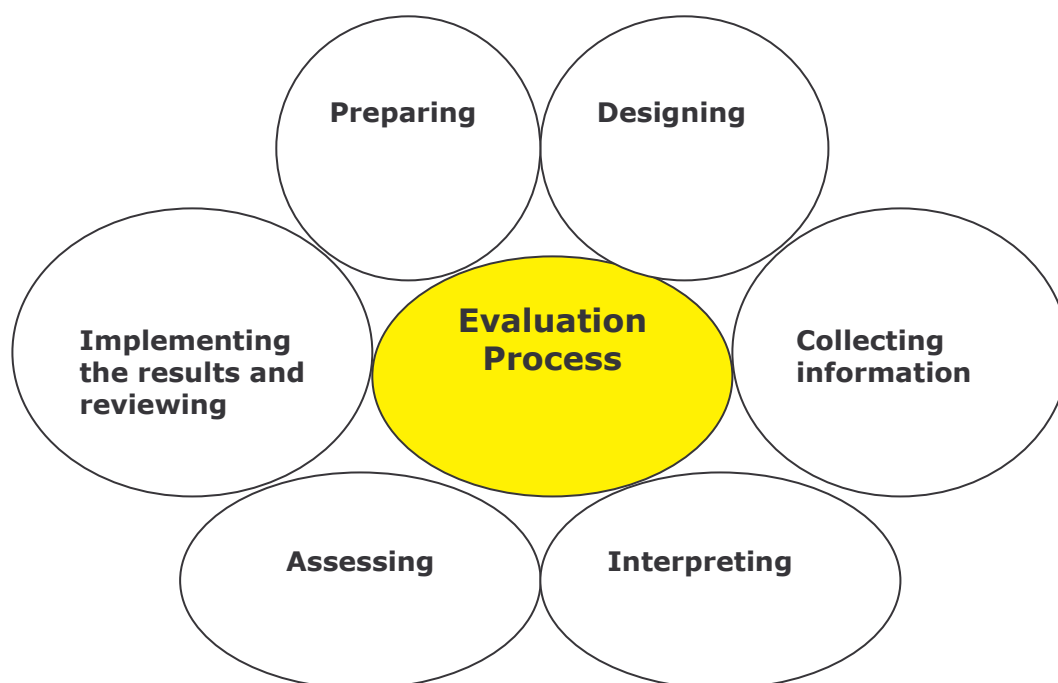 Preparing
Designing
Evaluation
Process
Implementing
the results and
reviewing
Collecting
information
Assessing
Interpreting